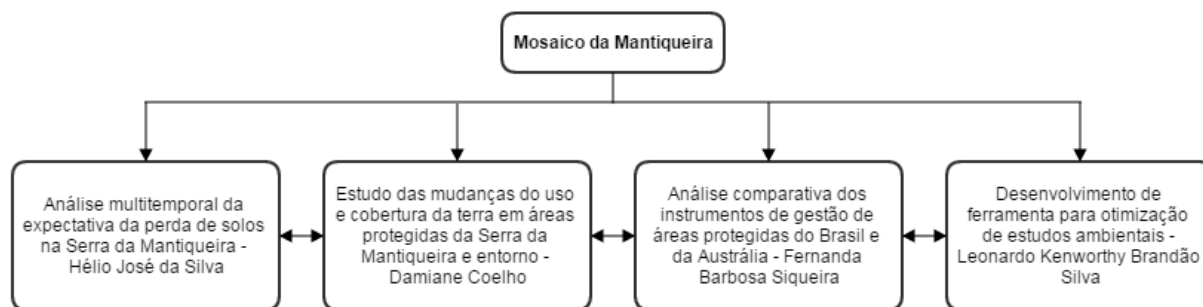 Mosaico da Mantiqueira
Análise multitemporal da
expectativa da perda de solos
na Serra da Mantiqueira -
Hélio José da Silva
Estudo das mudanças do uso
e cobertura da terra em áreas
protegidas da Serra da
Mantiqueira e entorno -
Damiane Coelho
Análise comparativa dos
instrumentos de gestão de
áreas protegidas do Brasil e
da Austrália - Fernanda
Barbosa Siqueira
Desenvolvimento de
ferramenta para otimização
de estudos ambientais -
Leonardo Kenworthy Brandão
Silva